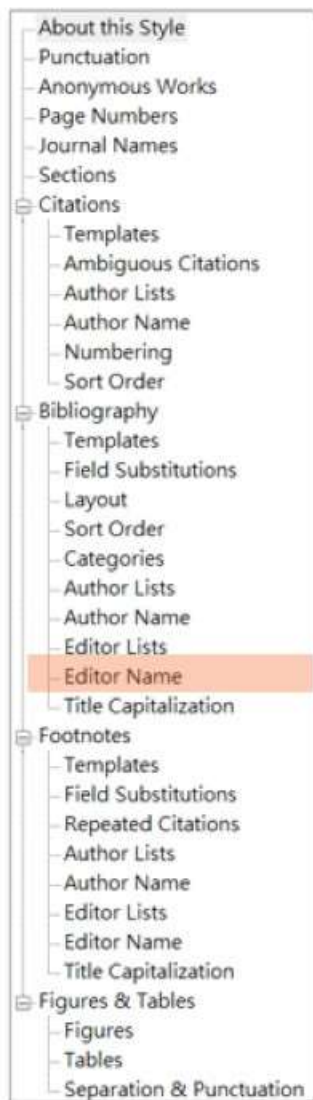 About this Style
Punctuation
Anonymous Works
Page Numbers
Journal Names
Sections
Citations
Templates
Ambiguous Citations
Author Lists
Author Name
Numbering
Sort Order
Bibliography
Templates
Field Substitutions
Layout
Sort Order
Categories
Author Lists
Author Name
Editor Lists
Editor Name
Title Capitalization
Footnotes
Templates
Field Substitutions
Repeated Citations
Author Lists
Author Name
Editor Lists
Editor Name
Title Capitalization
Figures & Tables
Figures
Tables
Separation & Punctuation